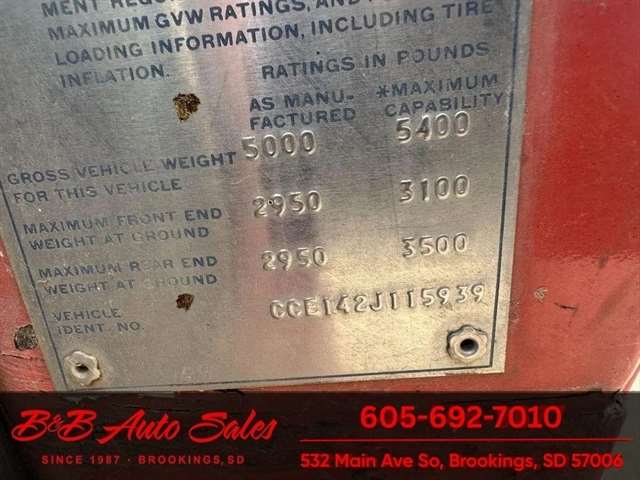 MENT REGU
MAXIMUM GVW RATINGS, AND
LOADING INFORMATION, INCLUDING TIRE
INFLATION.
RATINGS IN POUNDS
AS MANU-
FACTURED
*MAXIMUM
CAPABILITY
GROSS VEHICLE WEIGHT
FOR THIS VEHICLE
5000 5400
MAXIMUM FRONT END
WEIGHT AT GROUND
2950 3100
MAXIMUM REAR END
WEIGHT AT GROUND
2950 3500
VEHICLE
IDENT. NO.
CCE142J115939
B&B Auto Sales
SINCE 1987 - BROOKINGS, SD
605-692-7010
532 Main Ave So, Brookings, SD 57006